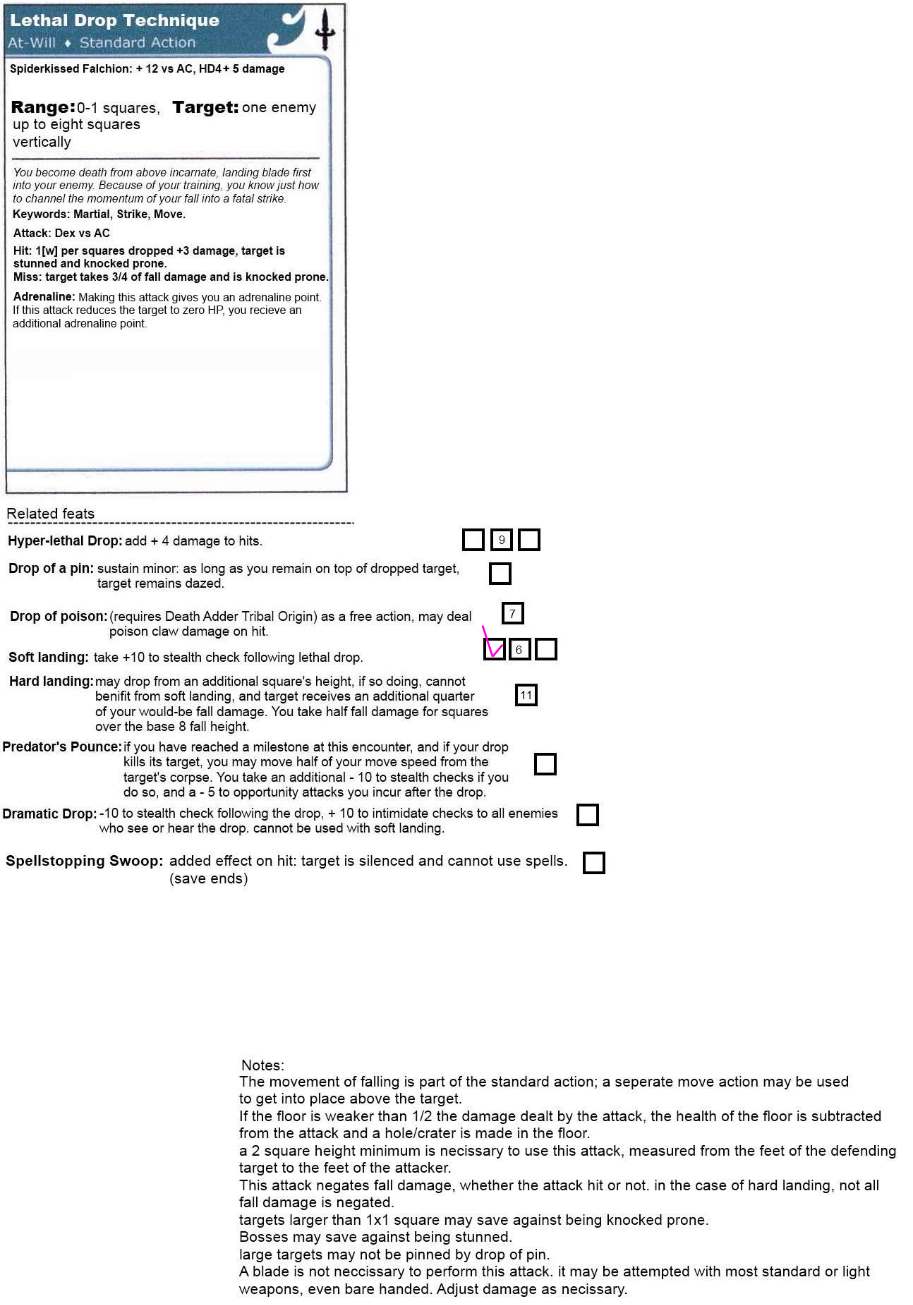 Lethal Drop Technique
At-Will ♦ Standard Action
Spiderkissed Falchion: + 12 vs AC, HD4+ 5 damage
Range: 0-1 squares, Target: one enemy
up to eight squares
vertically
You become death from above incarnate, landing blade first
into your enemy. Because of your training, you know just how
to channel the momentum of your fall into a fatal strike.
Keywords: Martial, Strike, Move.
Attack: Dex vs AC
Hit: 1[w] per squares dropped +3 damage, target is
stunned and knocked prone.
Miss: target takes 3/4 of fall damage and is knocked prone.
Adrenaline: Making this attack gives you an adrenaline point.
If this attack reduces the target to zero HP, you recieve an
additional adrenaline point.
Related feats
Hyper-lethal Drop: add + 4 damage to hits. 9
Drop of a pin: sustain minor: as long as you remain on top of dropped target,
target remains dazed.
Drop of poison: (requires Death Adder Tribal Origin) as a free action, may deal 7
poison claw damage on hit.
Soft landing: take +10 to stealth check following lethal drop. 6
Hard landing: may drop from an additional square's height, if so doing, cannot
benifit from soft landing, and target receives an additional quarter 11
of your would-be fall damage. You take half fall damage for squares
over the base 8 fall height.
Predator's Pounce: if you have reached a milestone at this encounter, and if your drop
kills its target, you may move half of your move speed from the
target's corpse. You take an additional - 10 to stealth checks if you
do so, and a - 5 to opportunity attacks you incur after the drop.
Dramatic Drop: -10 to stealth check following the drop, + 10 to intimidate checks to all enemies
who see or hear the drop. cannot be used with soft landing.
Spellstopping Swoop: added effect on hit: target is silenced and cannot use spells.
(save ends)
Notes:
The movement of falling is part of the standard action; a seperate move action may be used
to get into place above the target.
If the floor is weaker than 1/2 the damage dealt by the attack, the health of the floor is subtracted
from the attack and a hole/crater is made in the floor.
a 2 square height minimum is necissary to use this attack, measured from the feet of the defending
target to the feet of the attacker.
This attack negates fall damage, whether the attack hit or not. in the case of hard landing, not all
fall damage is negated.
targets larger than 1x1 square may save against being knocked prone.
Bosses may save against being stunned.
large targets may not be pinned by drop of pin.
A blade is not neccissary to perform this attack. it may be attempted with most standard or light
weapons, even bare handed. Adjust damage as necissary.